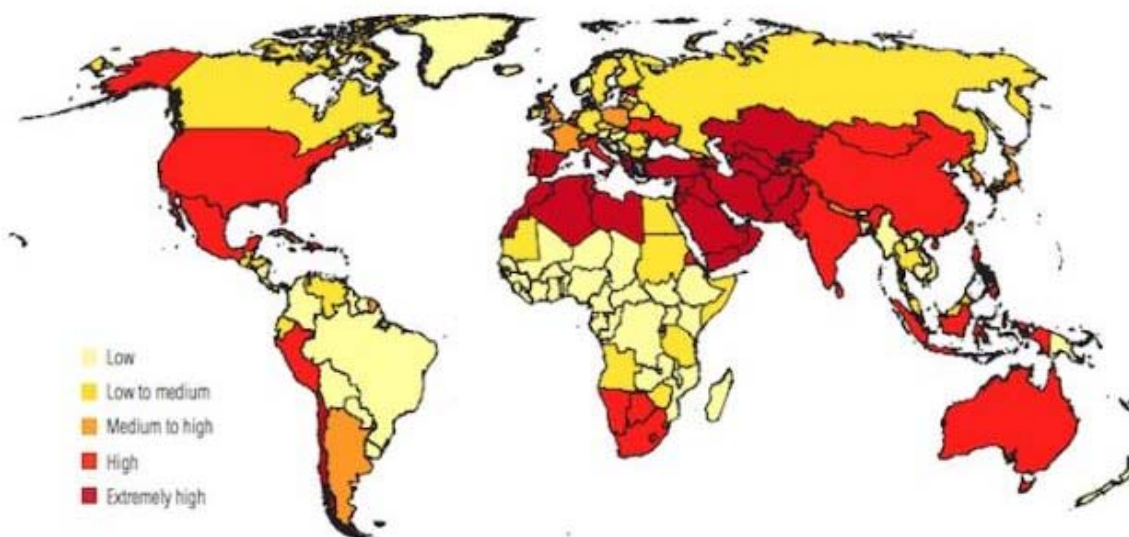 Low
Low to medium
Medium to high
High
Extremely high